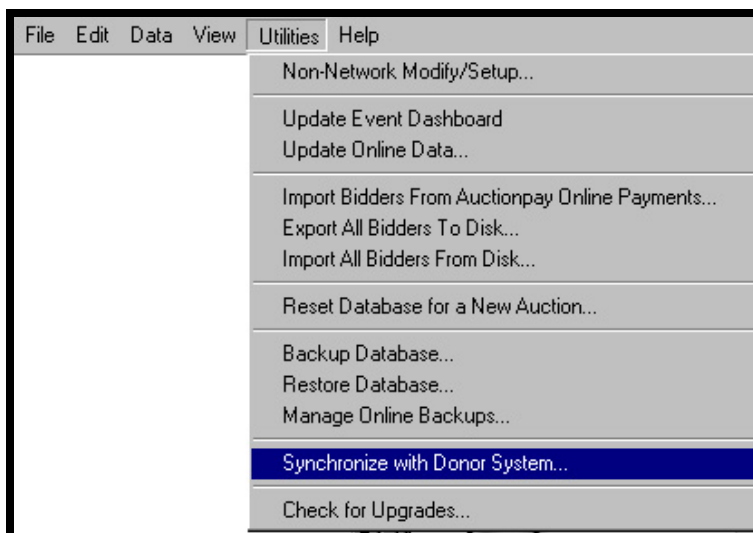 File Edit Data View Utilities Help
Non-Network Modify/Setup...
Update Event Dashboard
Update Online Data...
Import Bidders From Auctionpay Online Payments...
Export All Bidders To Disk...
Import All Bidders From Disk...
Reset Database for a New Auction...
Backup Database...
Restore Database...
Manage Online Backups...
Synchronize with Donor System...
Check for Upgrades...